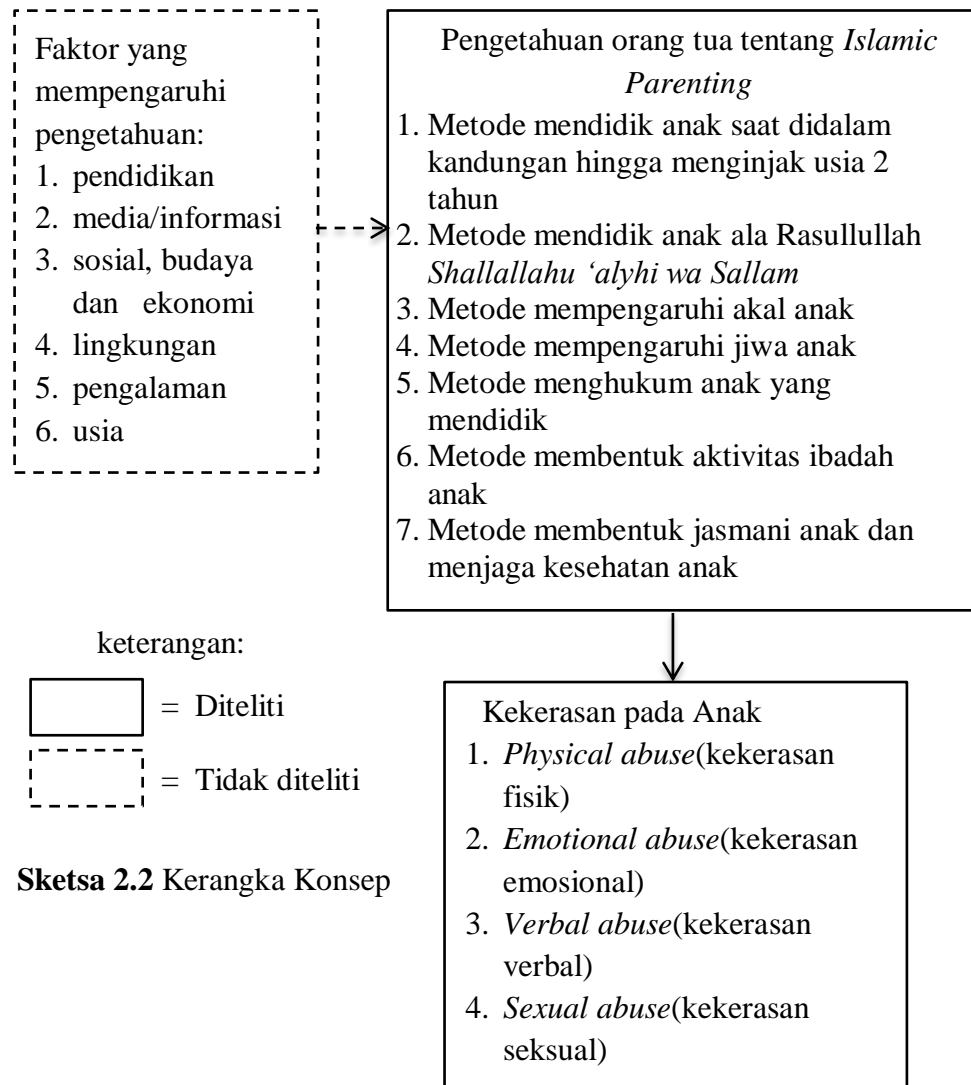 Faktor yang
mempengaruhi
pengetahuan:
1. pendidikan
2. media/informasi
3. sosial, budaya
dan ekonomi
4. lingkungan
5. pengalaman
6. usia
Pengetahuan orang tua tentang Islamic
Parenting
1. Metode mendidik anak saat didalam
kandungan hingga menginjak usia 2
tahun
2. Metode mendidik anak ala Rasullullah
Shallallahu ‘alyhi wa Sallam
3. Metode mempengaruhi akal anak
4. Metode mempengaruhi jiwa anak
5. Metode menghukum anak yang
mendidik
6. Metode membentuk aktivitas ibadah
anak
7. Metode membentuk jasmani anak dan
menjaga kesehatan anak
keterangan:
= Diteliti
= Tidak diteliti
Sketsa 2.2 Kerangka Konsep
Kekerasan pada Anak
1. Physical abuse(kekerasan
fisik)
2. Emotional abuse(kekerasan
emosional)
3. Verbal abuse(kekerasan
verbal)
4. Sexual abuse(kekerasan
seksual)